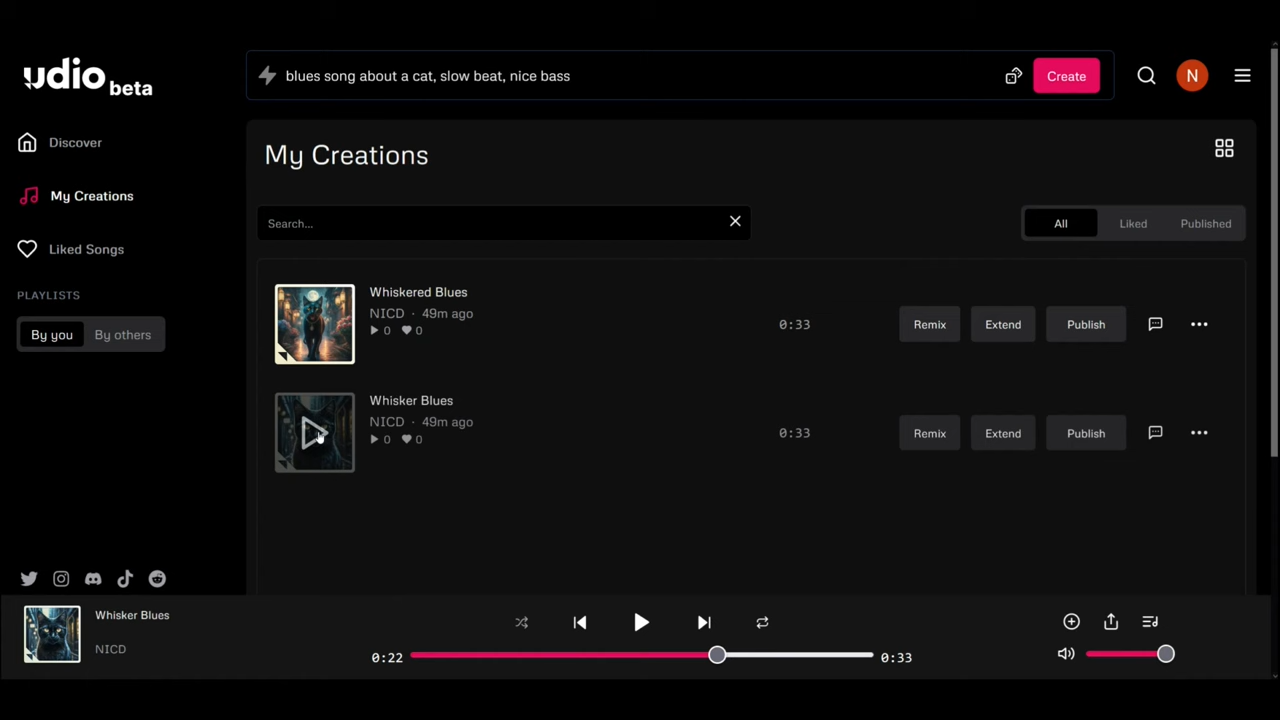 udio beta
blues song about a cat, slow beat, nice bass
Create
N
Discover
My Creations
Liked Songs
PLAYLISTS
By you
By others
My Creations
Search...
All
Liked
Published
Whiskered Blues
NICD · 49m ago
0 0
0:33
Remix
Extend
Publish
Whisker Blues
NICD · 49m ago
0 0
0:33
Remix
Extend
Publish
Whisker Blues
NICD
0:22
0:33